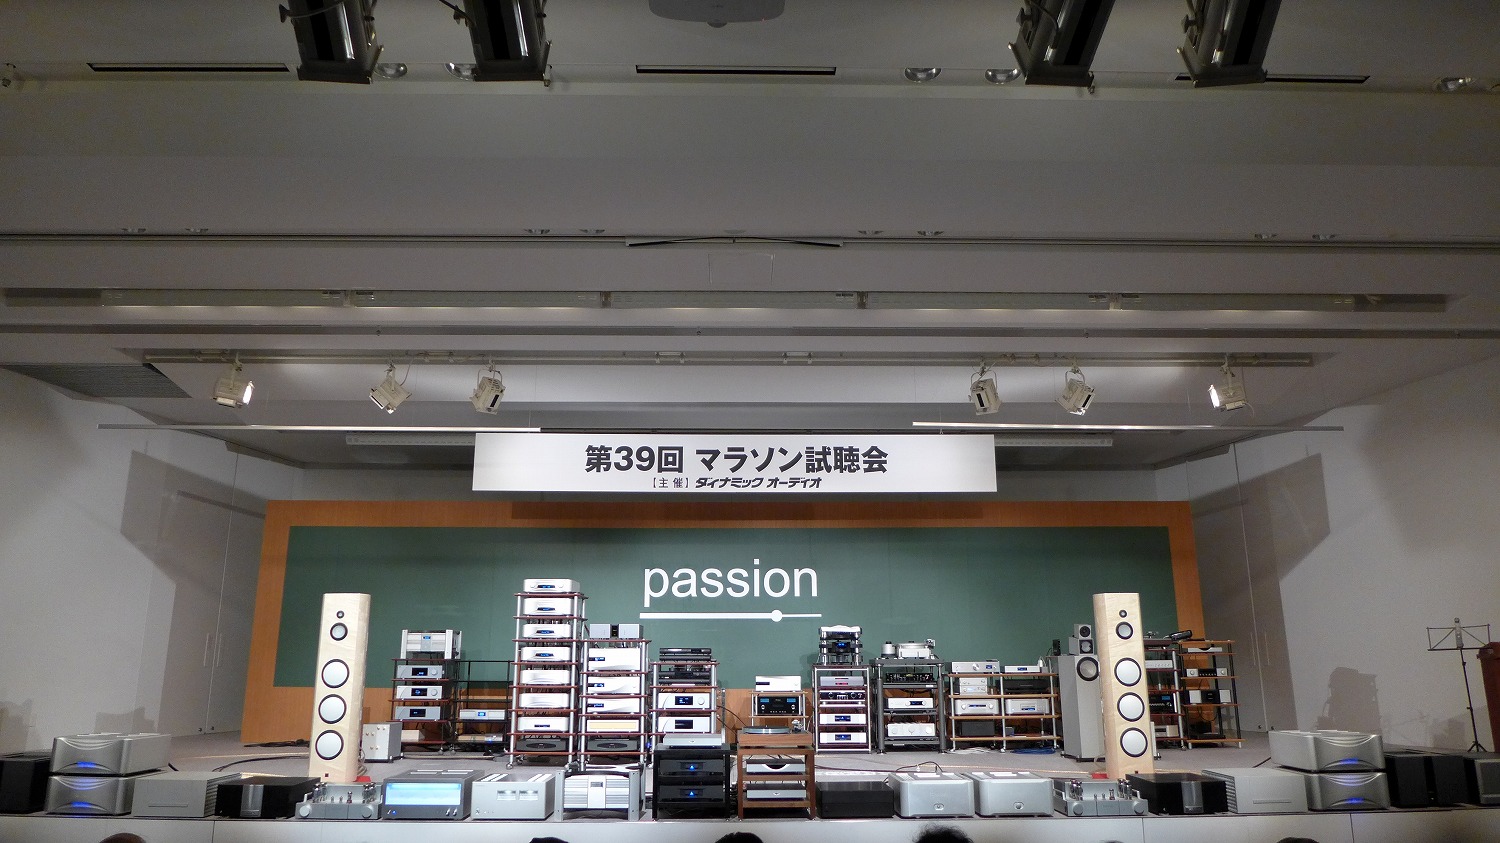 第39回 マラソン試聴会
【主 催】 ダイナミック オーディオ
passion